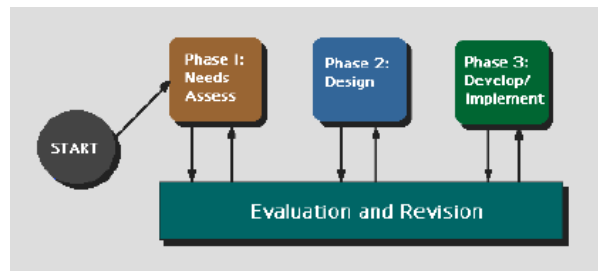 START
Phase 1:
Needs
Assess
Phase 2:
Design
Phase 3:
Develop/
Implement
Evaluation and Revision